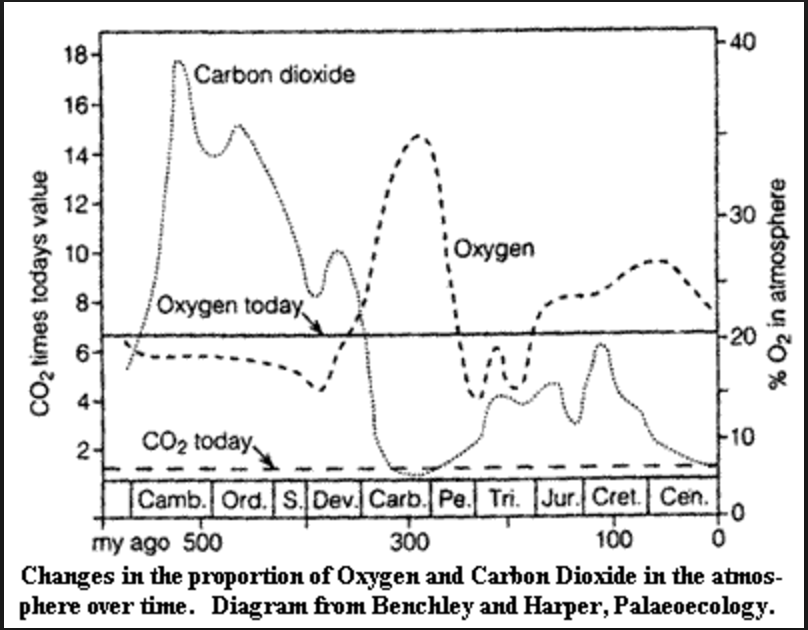 18
16
14
12
10
8
6
4
2
CO2 times todays value
Carbon dioxide
Oxygen
Oxygen today
CO2 today
40
30
20
10
0
% O2 in atmosphere
Camb. Ord. S. Dev. Carb. Pe. Tri. Jur. Cret. Cen.
my ago 500 300 100 0
Changes in the proportion of Oxygen and Carbon Dioxide in the atmos-
phere over time. Diagram from Benchley and Harper, Palaeoecology.